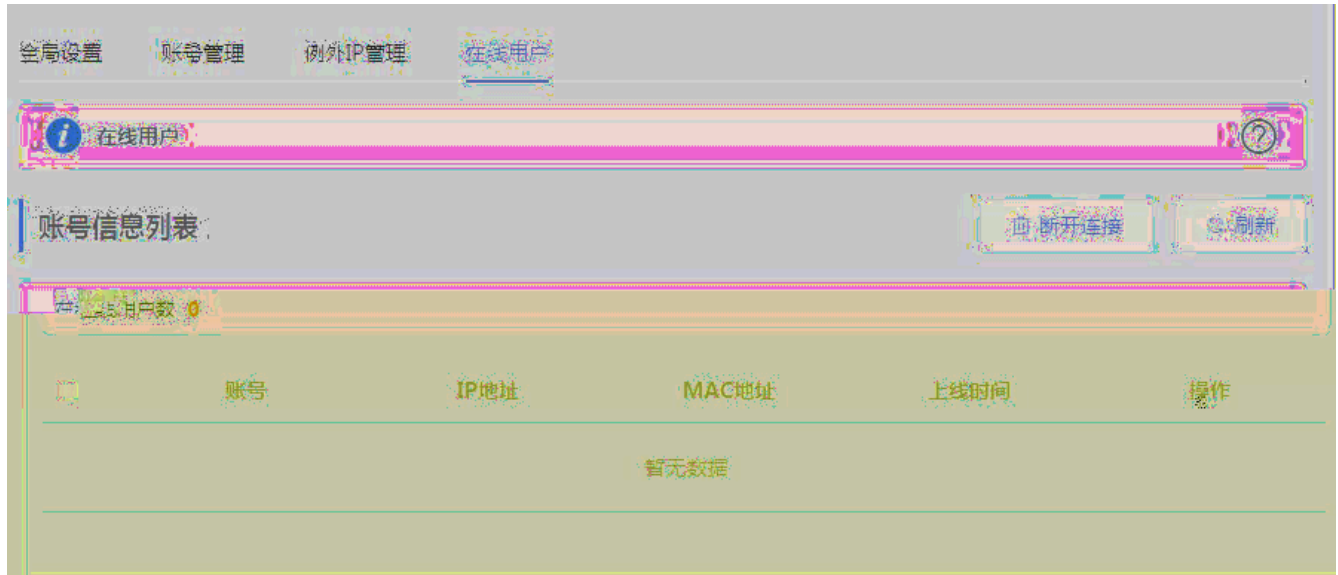 全局设置 账号管理 例外IP管理 在线用户
在线用户
账号信息列表 断开连接 刷新
用户数 0
账号 IP地址 MAC地址 上线时间 操作
暂无数据